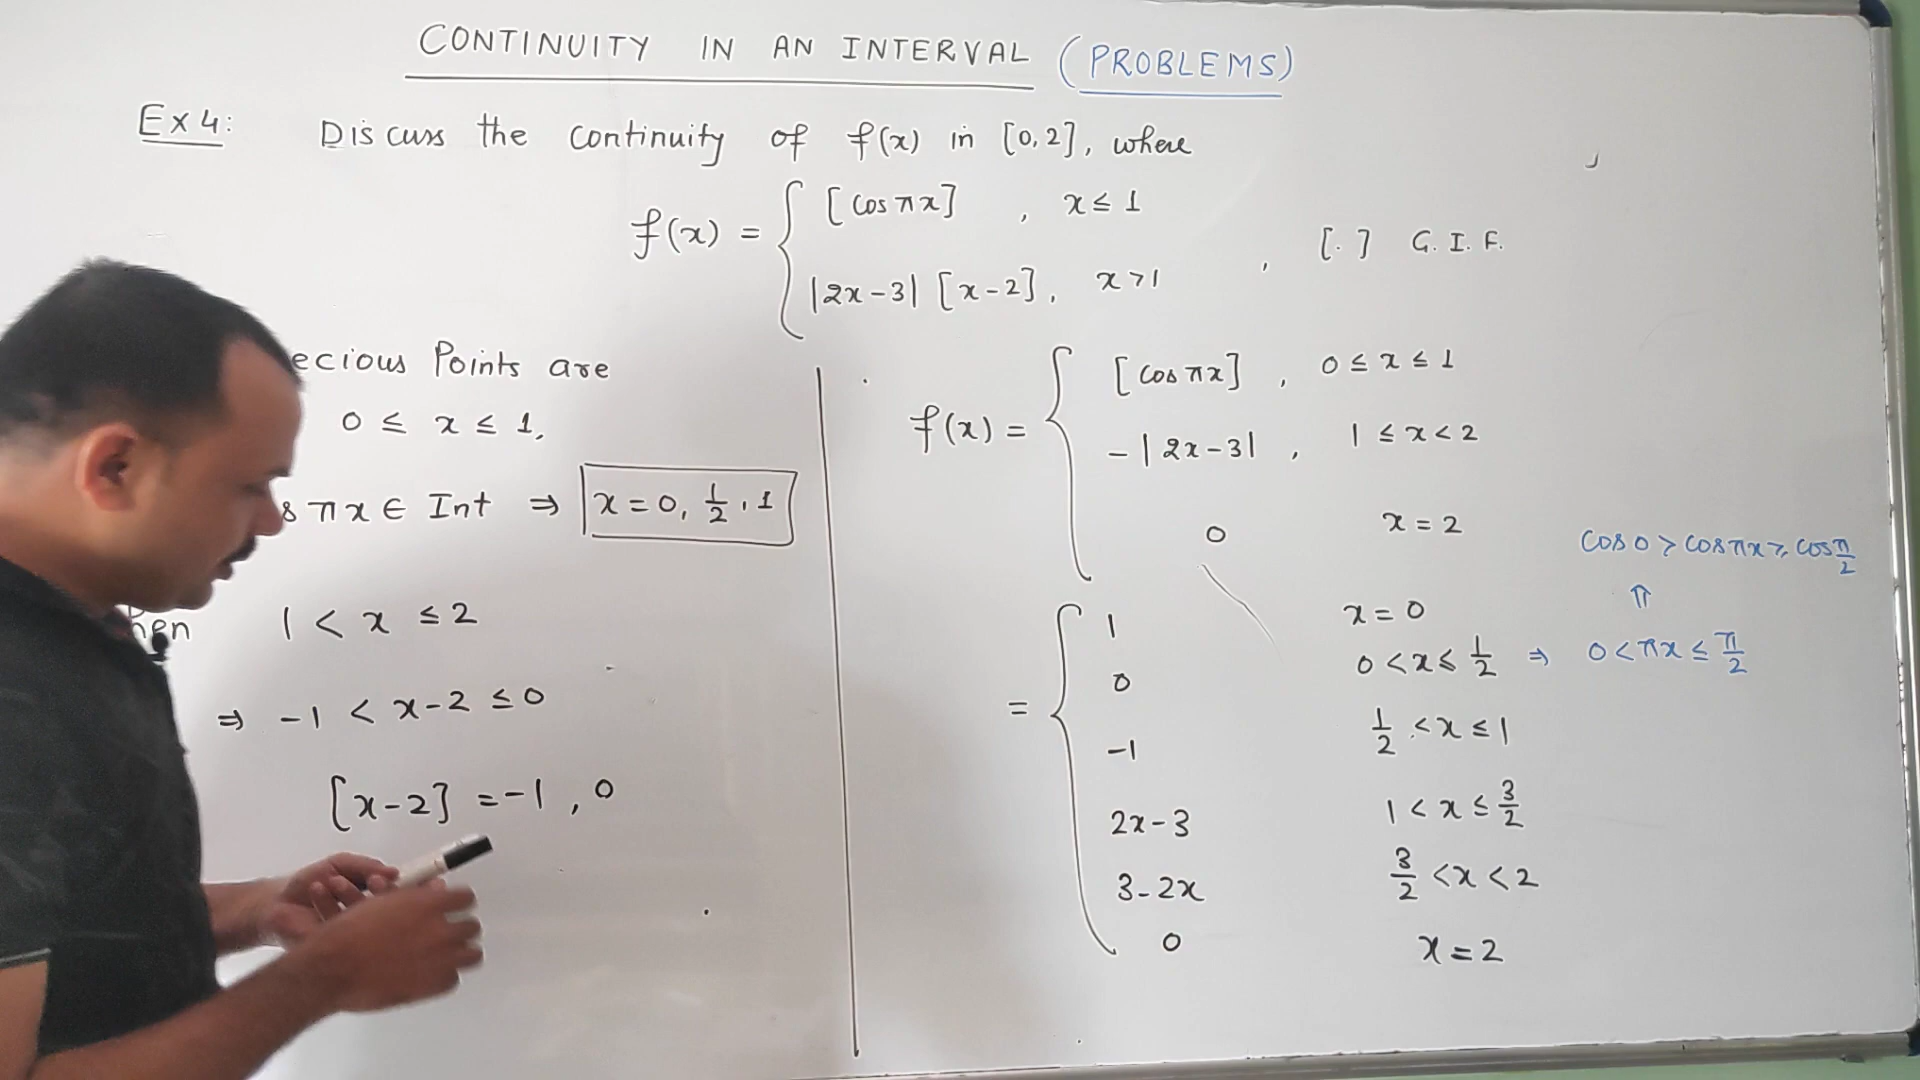 CONTINUITY IN AN INTERVAL (PROBLEMS)
Ex 4: Discuss the continuity of f(x) in [0,2], where
f(x) = { [cos πx] , x ≤ 1
|2x-3| [x-2], x > 1
, [.] G. I. F.
ecious Points are
0 ≤ x ≤ 1,
s πx ∈ Int ⇒ x = 0, 1/2, 1
hen 1 < x ≤ 2
⇒ -1 < x-2 ≤ 0
[x-2] = -1, 0
f(x) = { [cos πx] , 0 ≤ x ≤ 1
-|2x-3| , 1 ≤ x < 2
0 x = 2
= { 1 x = 0
0 0 < x ≤ 1/2 ⇒ 0 < πx ≤ π/2
⇑
cos 0 > cos πx ≥ cos π/2
-1 1/2 < x ≤ 1
2x-3 1 < x ≤ 3/2
3-2x 3/2 < x < 2
0 x = 2